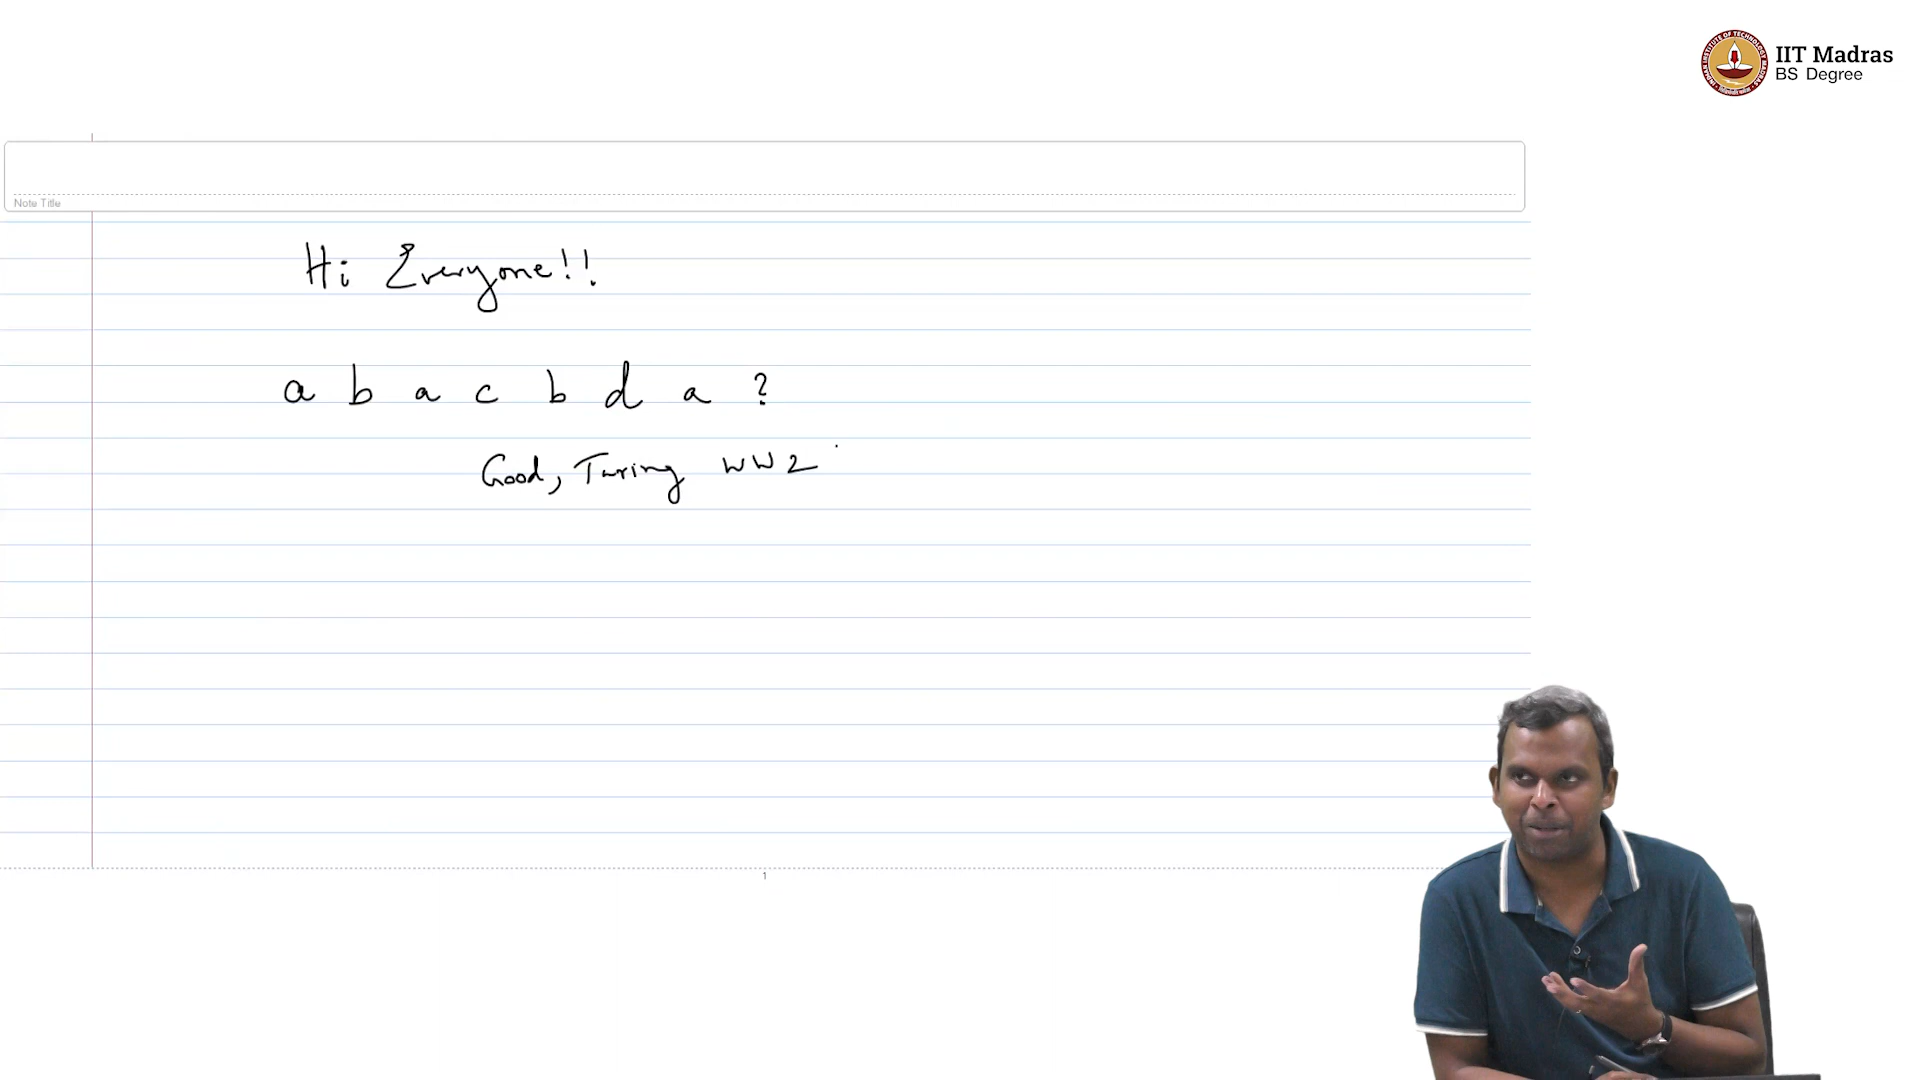 IIT Madras
BS Degree
Note Title
Hi Everyone!!
a b a c b d a ?
Good, Turing WW2
1